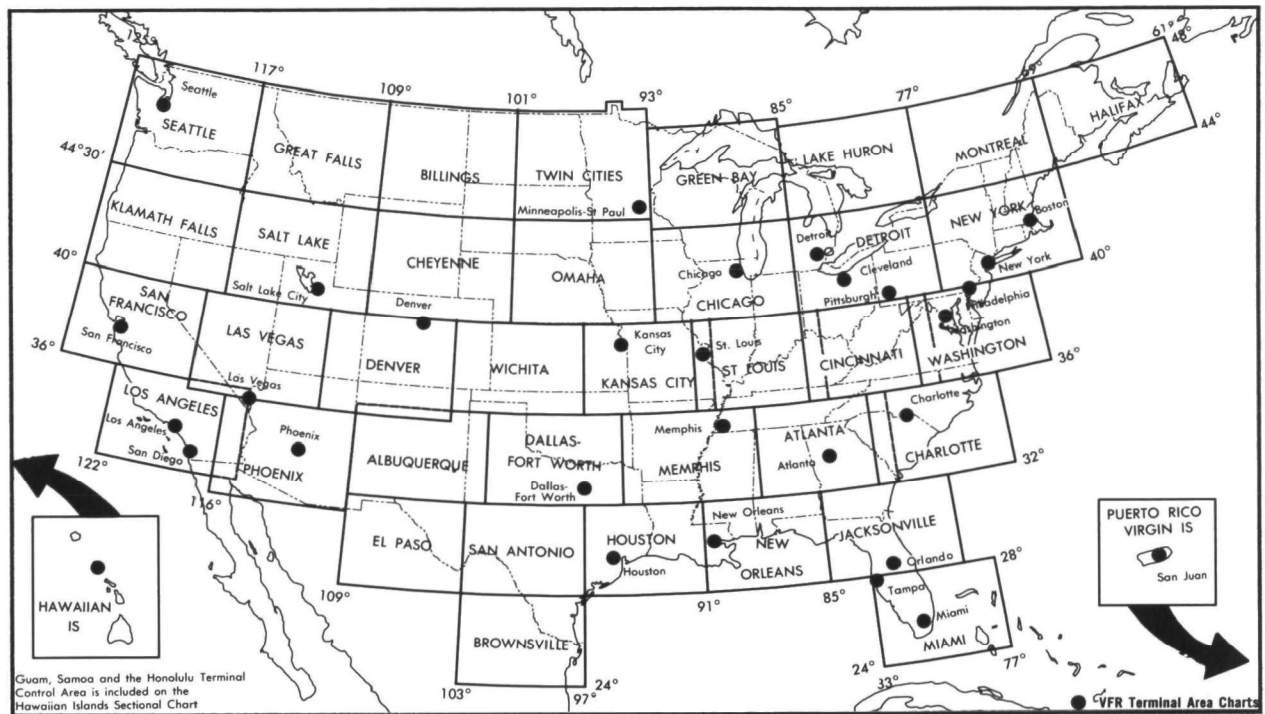 125°
117°
109°
101°
93°
85°
77°
69°
61°
48°
44°
Seattle
SEATTLE
GREAT FALLS
BILLINGS
TWIN CITIES
Minneapolis-St Paul
GREEN BAY
LAKE HURON
MONTREAL
HALIFAX
44°30'
KLAMATH FALLS
SALT LAKE
Salt Lake City
CHEYENNE
Denver
OMAHA
Chicago
CHICAGO
Detroit
DETROIT
Cleveland
Pittsburgh
NEW YORK
Boston
New York
40°
40°
SAN
FRANCISCO
San Francisco
LAS VEGAS
Las Vegas
DENVER
WICHITA
Kansas
City
KANSAS CITY
St. Louis
ST LOUIS
CINCINNATI
Philadelphia
Washington
WASHINGTON
36°
36°
LOS ANGELES
Los Angeles
San Diego
Phoenix
PHOENIX
ALBUQUERQUE
DALLAS-
FORT WORTH
Dallas-
Fort Worth
Memphis
MEMPHIS
ATLANTA
Atlanta
Charlotte
CHARLOTTE
32°
122°
116°
EL PASO
SAN ANTONIO
HOUSTON
Houston
New Orleans
NEW
ORLEANS
JACKSONVILLE
Orlando
28°
109°
91°
85°
Tampa
Miami
MIAMI
BROWNSVILLE
103°
97°
24°
24°
33°
77°
HAWAIIAN
IS
PUERTO RICO
VIRGIN IS
San Juan
Guam, Samoa and the Honolulu Terminal
Control Area is included on the
Hawaiian Islands Sectional Chart
VFR Terminal Area Charts